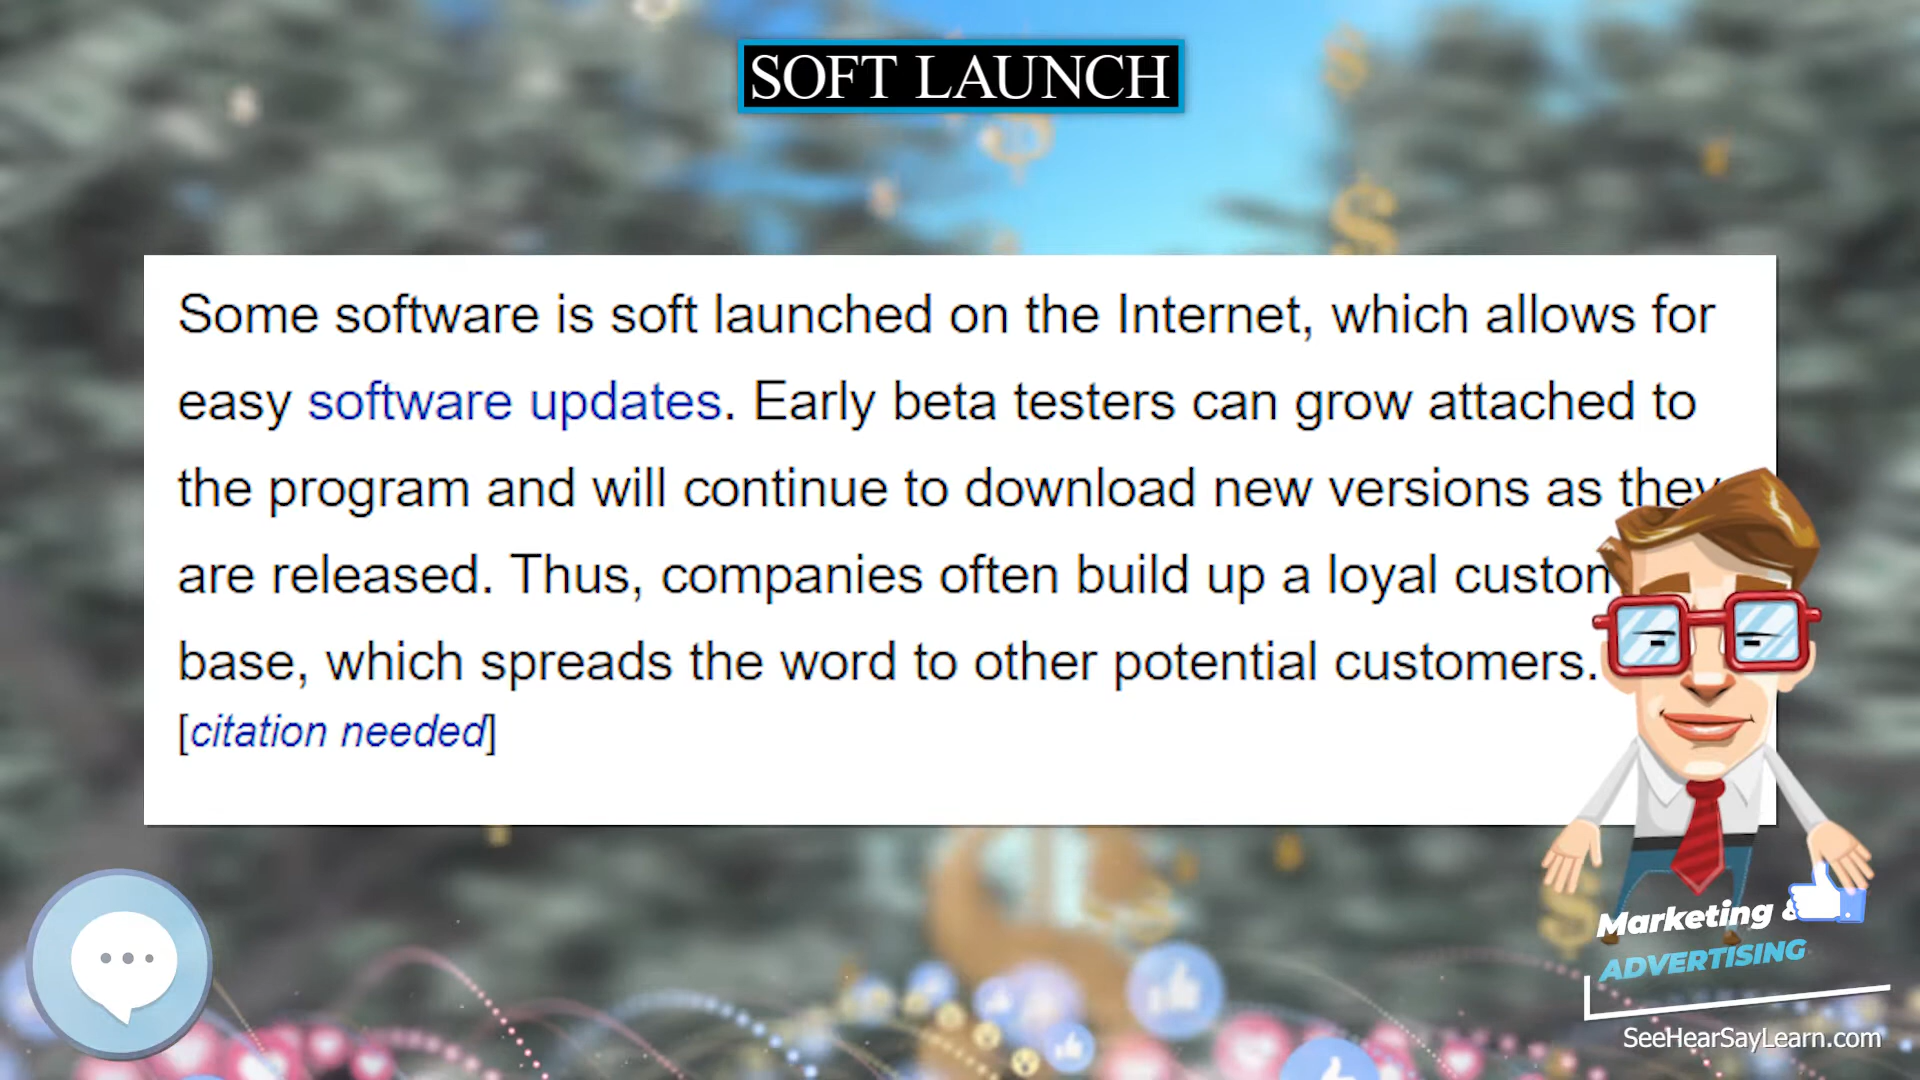 SOFT LAUNCH
Some software is soft launched on the Internet, which allows for
easy software updates. Early beta testers can grow attached to
the program and will continue to download new versions as they
are released. Thus, companies often build up a loyal
base, which spreads the word to other potential customers.
[citation needed]
Marketing &
ADVERTISING
SeeHearSayLearn.com